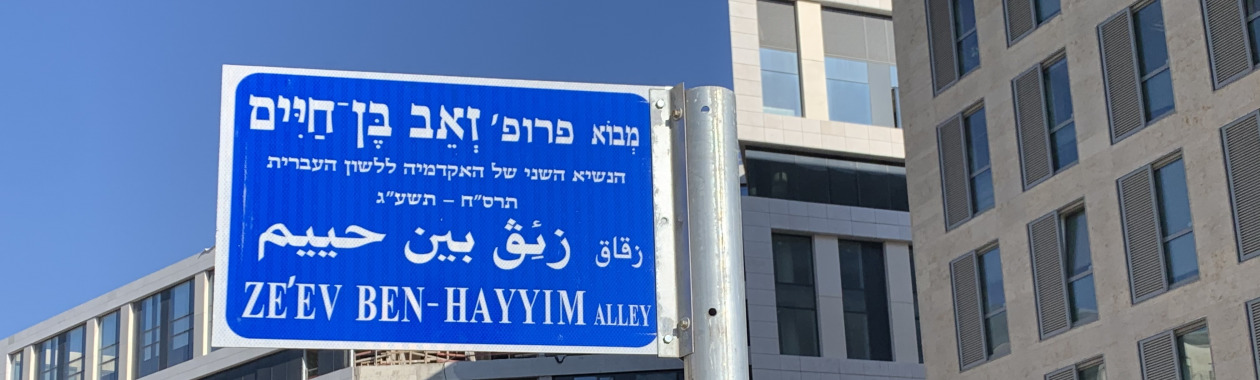 מְבוֹא פרופ׳ זְאֵב בֶּן־חַיִּים
הנשיא השני של האקדמיה ללשון העברית
תרס״ח – תשע״ג
زقاق زئِڤ بين حييم
ZE'EV BEN-HAYYIM ALLEY